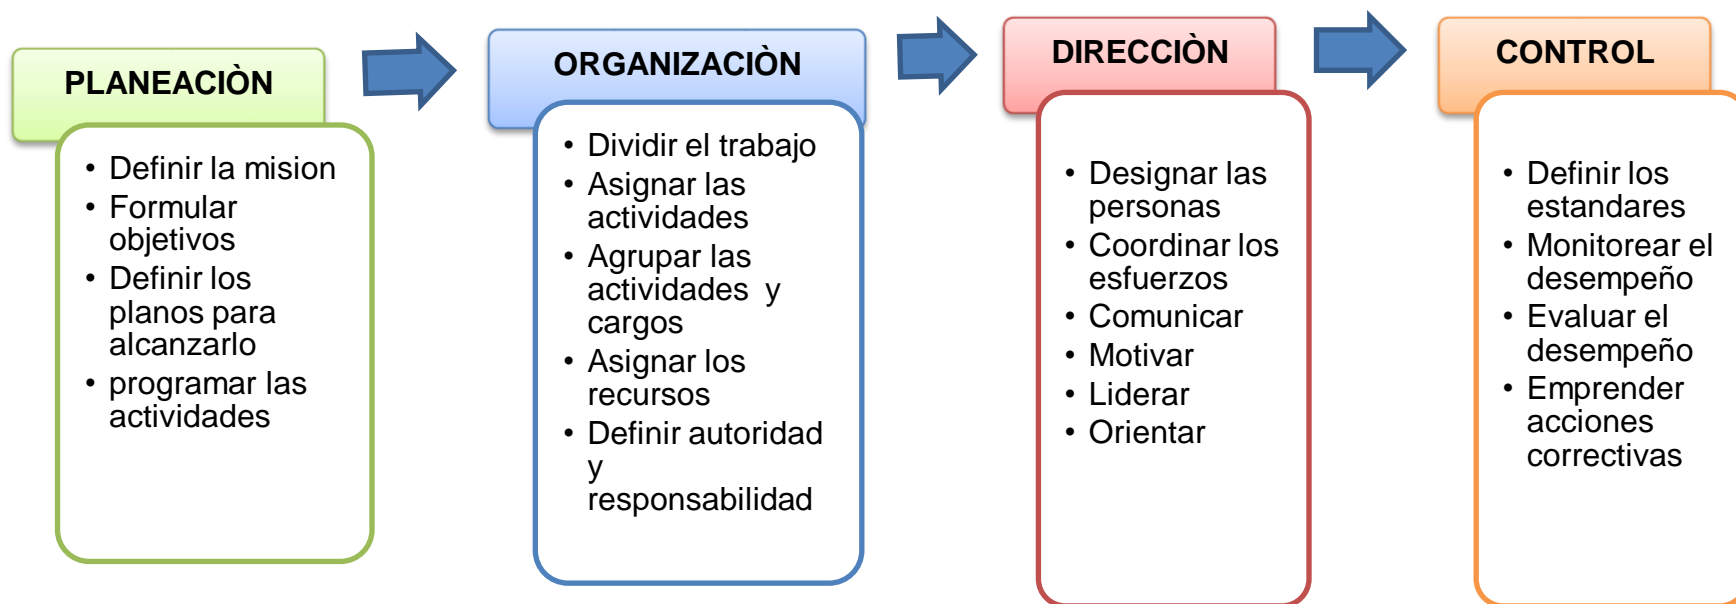 PLANEACIÒN
• Definir la mision
• Formular
objetivos
• Definir los
planos para
alcanzarlo
• programar las
actividades
ORGANIZACIÒN
• Dividir el trabajo
• Asignar las
actividades
• Agrupar las
actividades y
cargos
• Asignar los
recursos
• Definir autoridad
y
responsabilidad
DIRECCIÒN
• Designar las
personas
• Coordinar los
esfuerzos
• Comunicar
• Motivar
• Liderar
• Orientar
CONTROL
• Definir los
estandares
• Monitorear el
desempeño
• Evaluar el
desempeño
• Emprender
acciones
correctivas